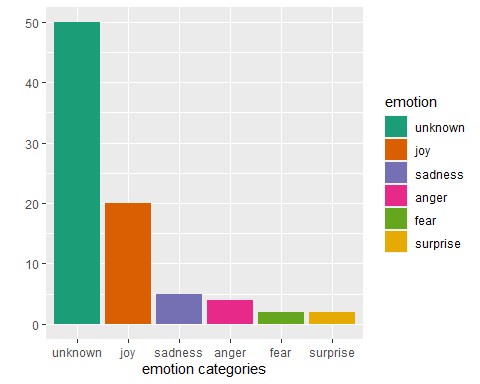 50
40
30
20
10
0
unknown joy sadness anger fear surprise
emotion categories
emotion
unknown
joy
sadness
anger
fear
surprise